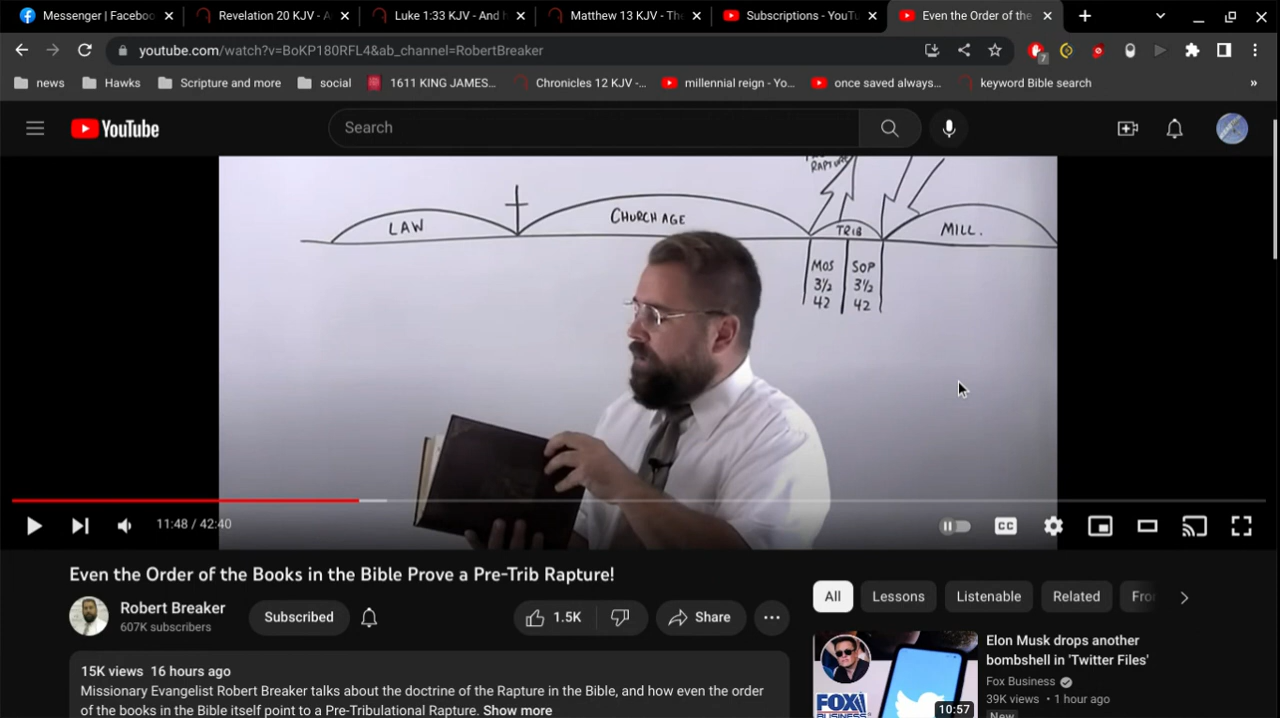 Messenger | Faceboo
Revelation 20 KJV - A
Luke 1:33 KJV - And h
Matthew 13 KJV - The
Subscriptions - YouTu
Even the Order of the
youtube.com/watch?v=BoKP180RFL4&ab_channel=RobertBreaker
7
news
Hawks
Scripture and more
social
1611 KING JAMES...
Chronicles 12 KJV -...
millennial reign - Yo...
once saved always...
keyword Bible search
»
YouTube
Search
RAPTURE
LAW
CHURCH AGE
TRIB
MILL.
MOS
SOP
3½
3½
42
42
11:48 / 42:40
CC
Even the Order of the Books in the Bible Prove a Pre-Trib Rapture!
Robert Breaker
607K subscribers
Subscribed
1.5K
Share
All
Lessons
Listenable
Related
Fro
15K views 16 hours ago
Missionary Evangelist Robert Breaker talks about the doctrine of the Rapture in the Bible, and how even the order
of the books in the Bible itself point to a Pre-Tribulational Rapture. Show more
FOX
BUSINESS
10:57
Elon Musk drops another
bombshell in 'Twitter Files'
Fox Business
39K views • 1 hour ago
New